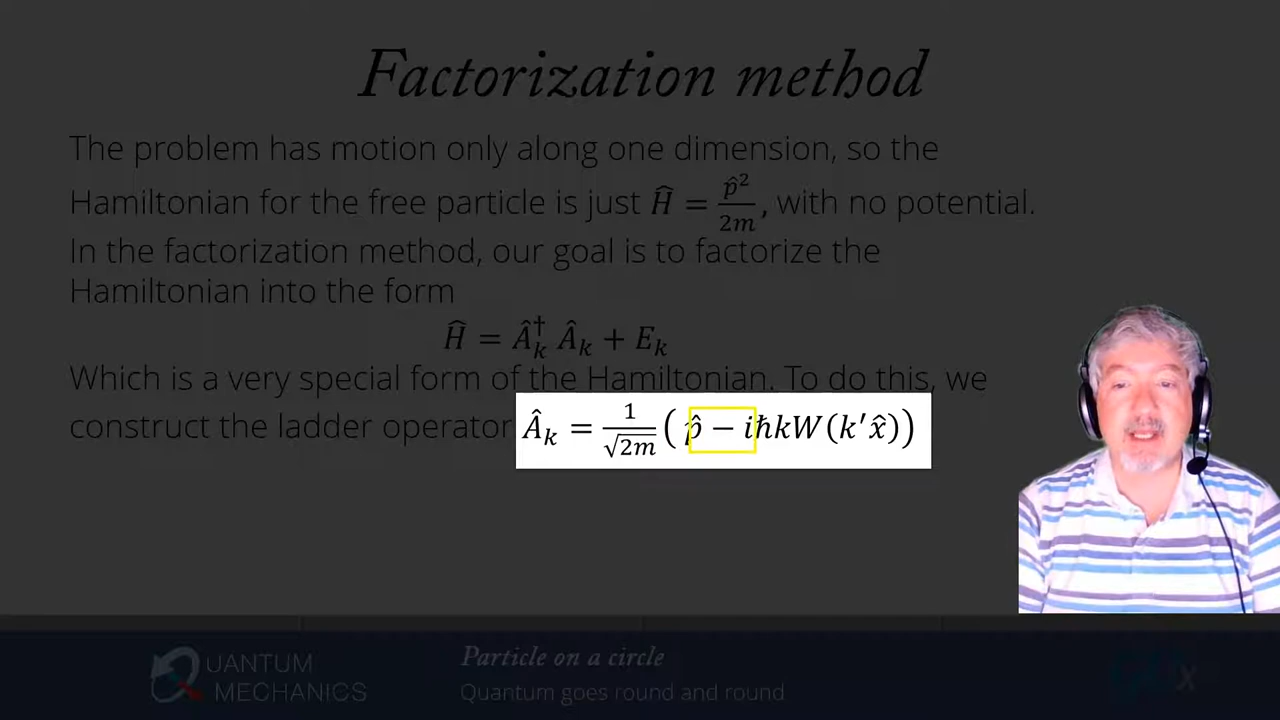 Factorization method
The problem has motion only along one dimension, so the
Hamiltonian for the free particle is just Ĥ = p̂²/2m, with no potential.
In the factorization method, our goal is to factorize the
Hamiltonian into the form
Ĥ = Â†ₖ Âₖ + Eₖ
Which is a very special form of the Hamiltonian. To do this, we
construct the ladder operator Âₖ = 1/√2m ( p̂ − iħkW(k′x̂))
QUANTUM
MECHANICS
Particle on a circle
Quantum goes round and round